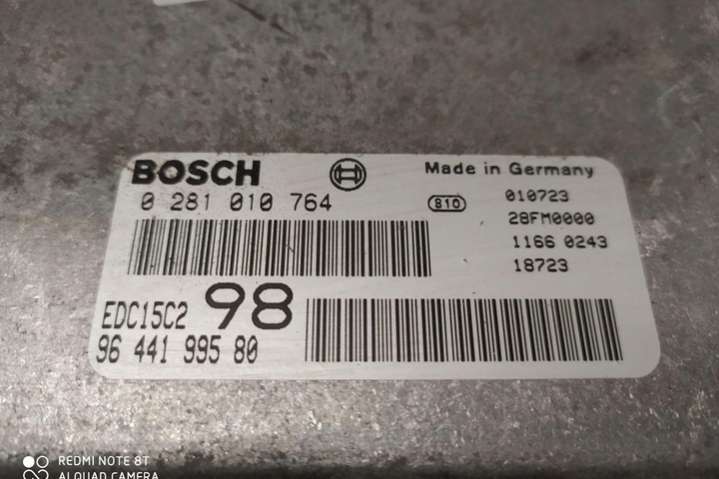 BOSCH
Made in Germany
0 281 010 764
810
010723
28FM0000
1166 0243
18723
98
EDC15C2
96 441 995 80
REDMI NOTE 8T
AI QUAD CAMERA